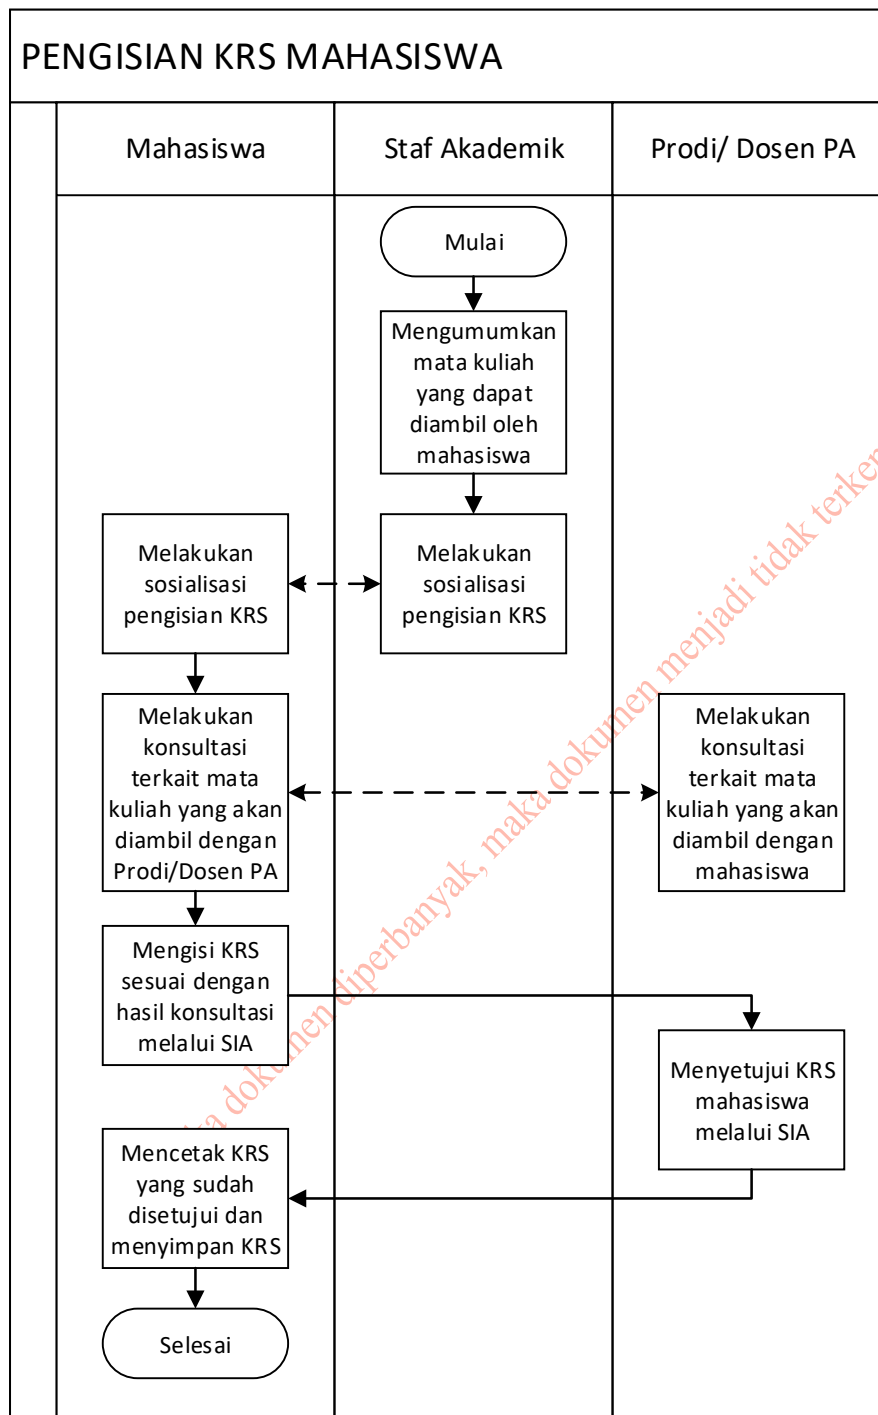 PENGISIAN KRS MAHASISWA
Mahasiswa
Staf Akademik
Prodi/ Dosen PA
Mulai
Mengumumkan
mata kuliah
yang dapat
diambil oleh
mahasiswa
Melakukan
sosialisasi
pengisian KRS
Melakukan
sosialisasi
pengisian KRS
Melakukan
konsultasi
terkait mata
kuliah yang akan
diambil dengan
Prodi/Dosen PA
Melakukan
konsultasi
terkait mata
kuliah yang akan
diambil dengan
mahasiswa
Mengisi KRS
sesuai dengan
hasil konsultasi
melalui SIA
Menyetujui KRS
mahasiswa
melalui SIA
Mencetak KRS
yang sudah
disetujui dan
menyimpan KRS
Selesai
dokumen diperbanyak, maka dokumen menjadi tidak